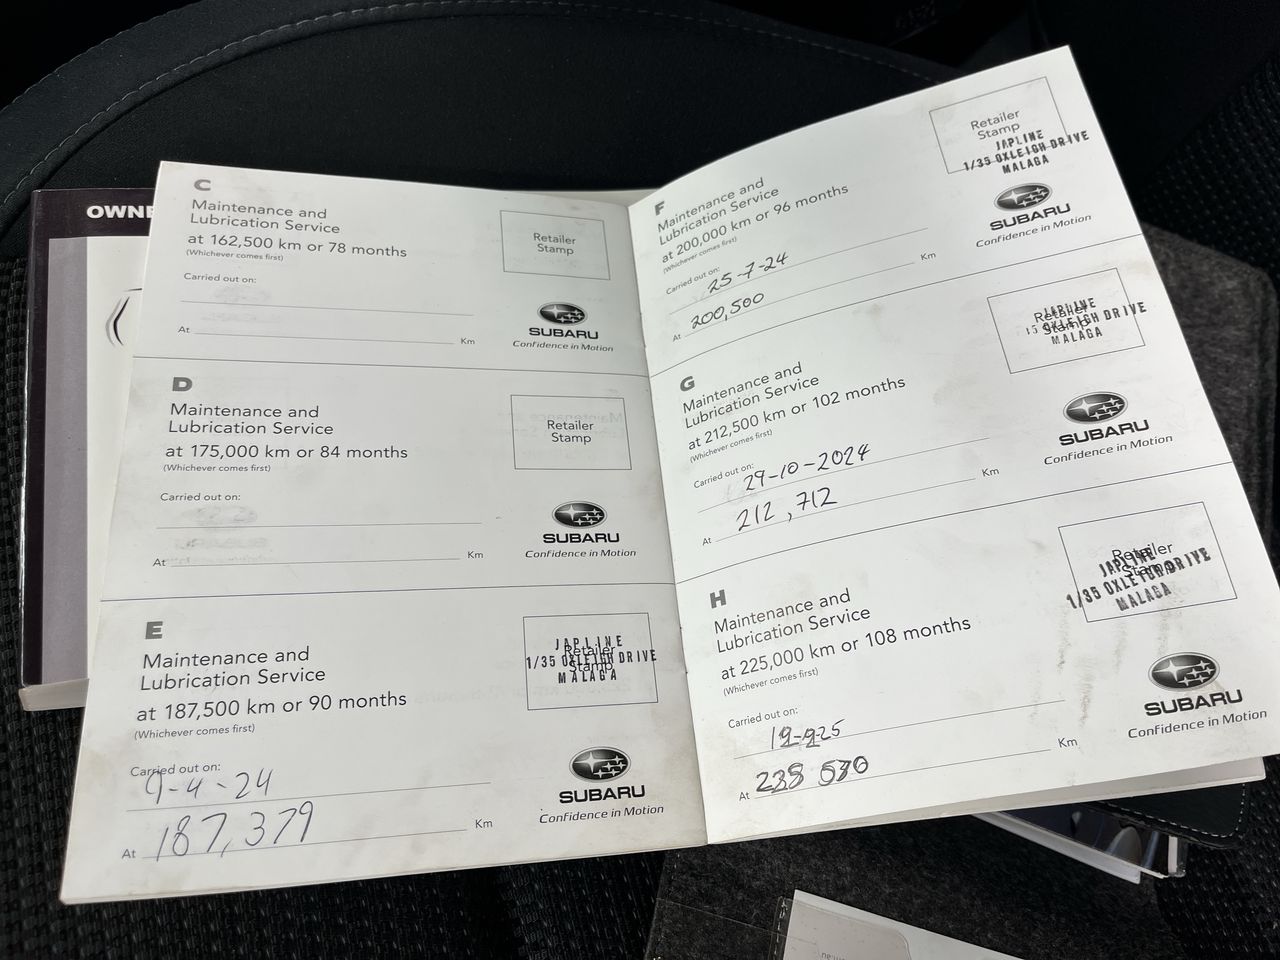 OWNE
C
Maintenance and
Lubrication Service
at 162,500 km or 78 months
(Whichever comes first)
Carried out on:
At
Km
Retailer
Stamp
SUBARU
Confidence in Motion
D
Maintenance and
Lubrication Service
at 175,000 km or 84 months
(Whichever comes first)
Carried out on:
At
Km
Retailer
Stamp
SUBARU
Confidence in Motion
E
Maintenance and
Lubrication Service
at 187,500 km or 90 months
(Whichever comes first)
Carried out on:
9-4-24
At 187,379 Km
Retailer
Stamp
JAPLINE
1/35 OXLEIGH DRIVE
MALAGA
SUBARU
Confidence in Motion
F
Maintenance and
Lubrication Service
at 200,000 km or 96 months
(Whichever comes first)
Carried out on:
25-7-24
At 200,500 Km
Retailer
Stamp
JAPLINE
1/35 OXLEIGH DRIVE
MALAGA
SUBARU
Confidence in Motion
G
Maintenance and
Lubrication Service
at 212,500 km or 102 months
(Whichever comes first)
Carried out on:
29-10-2024
At 212,712 Km
Retailer
Stamp
JAPLINE
OXLEIGH DRIVE
MALAGA
SUBARU
Confidence in Motion
H
Maintenance and
Lubrication Service
at 225,000 km or 108 months
(Whichever comes first)
Carried out on:
At
Km
Retailer
Stamp
JAPLINE
1/35 OXLEIGH DRIVE
MALAGA
SUBARU
Confidence in Motion